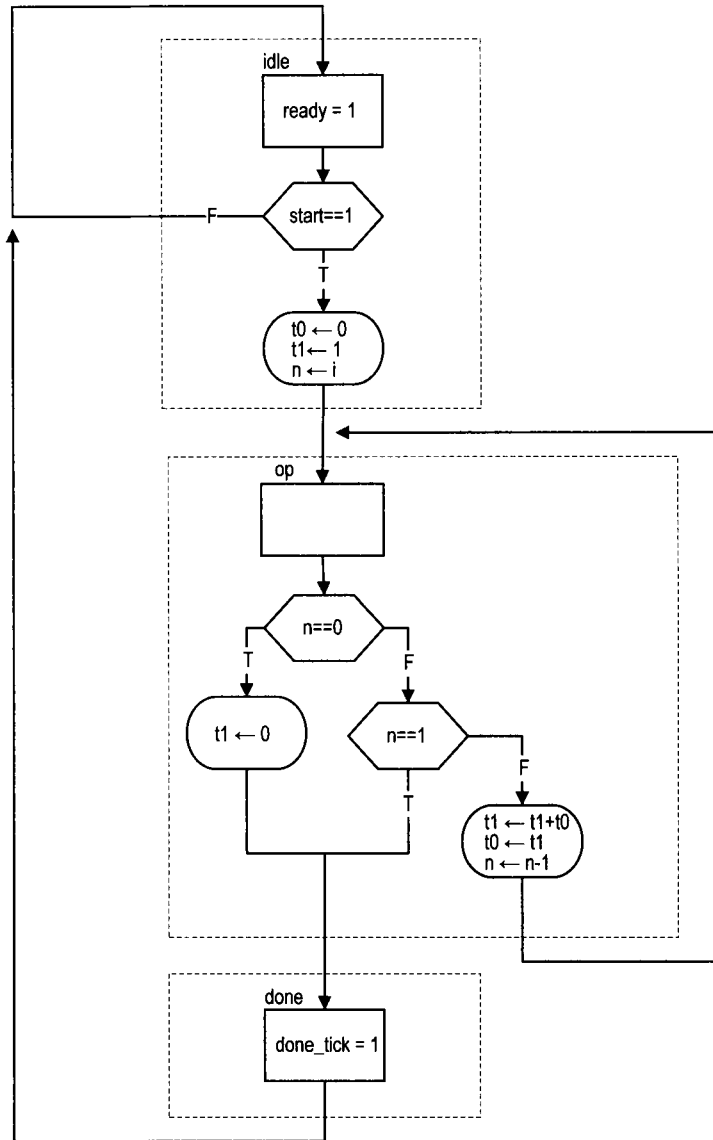 idle
ready = 1
start==1
F
T
t0 ← 0
t1 ← 1
n ← i
op
n==0
T
F
t1 ← 0
n==1
F
T
t1 ← t1+t0
t0 ← t1
n ← n-1
done
done_tick = 1